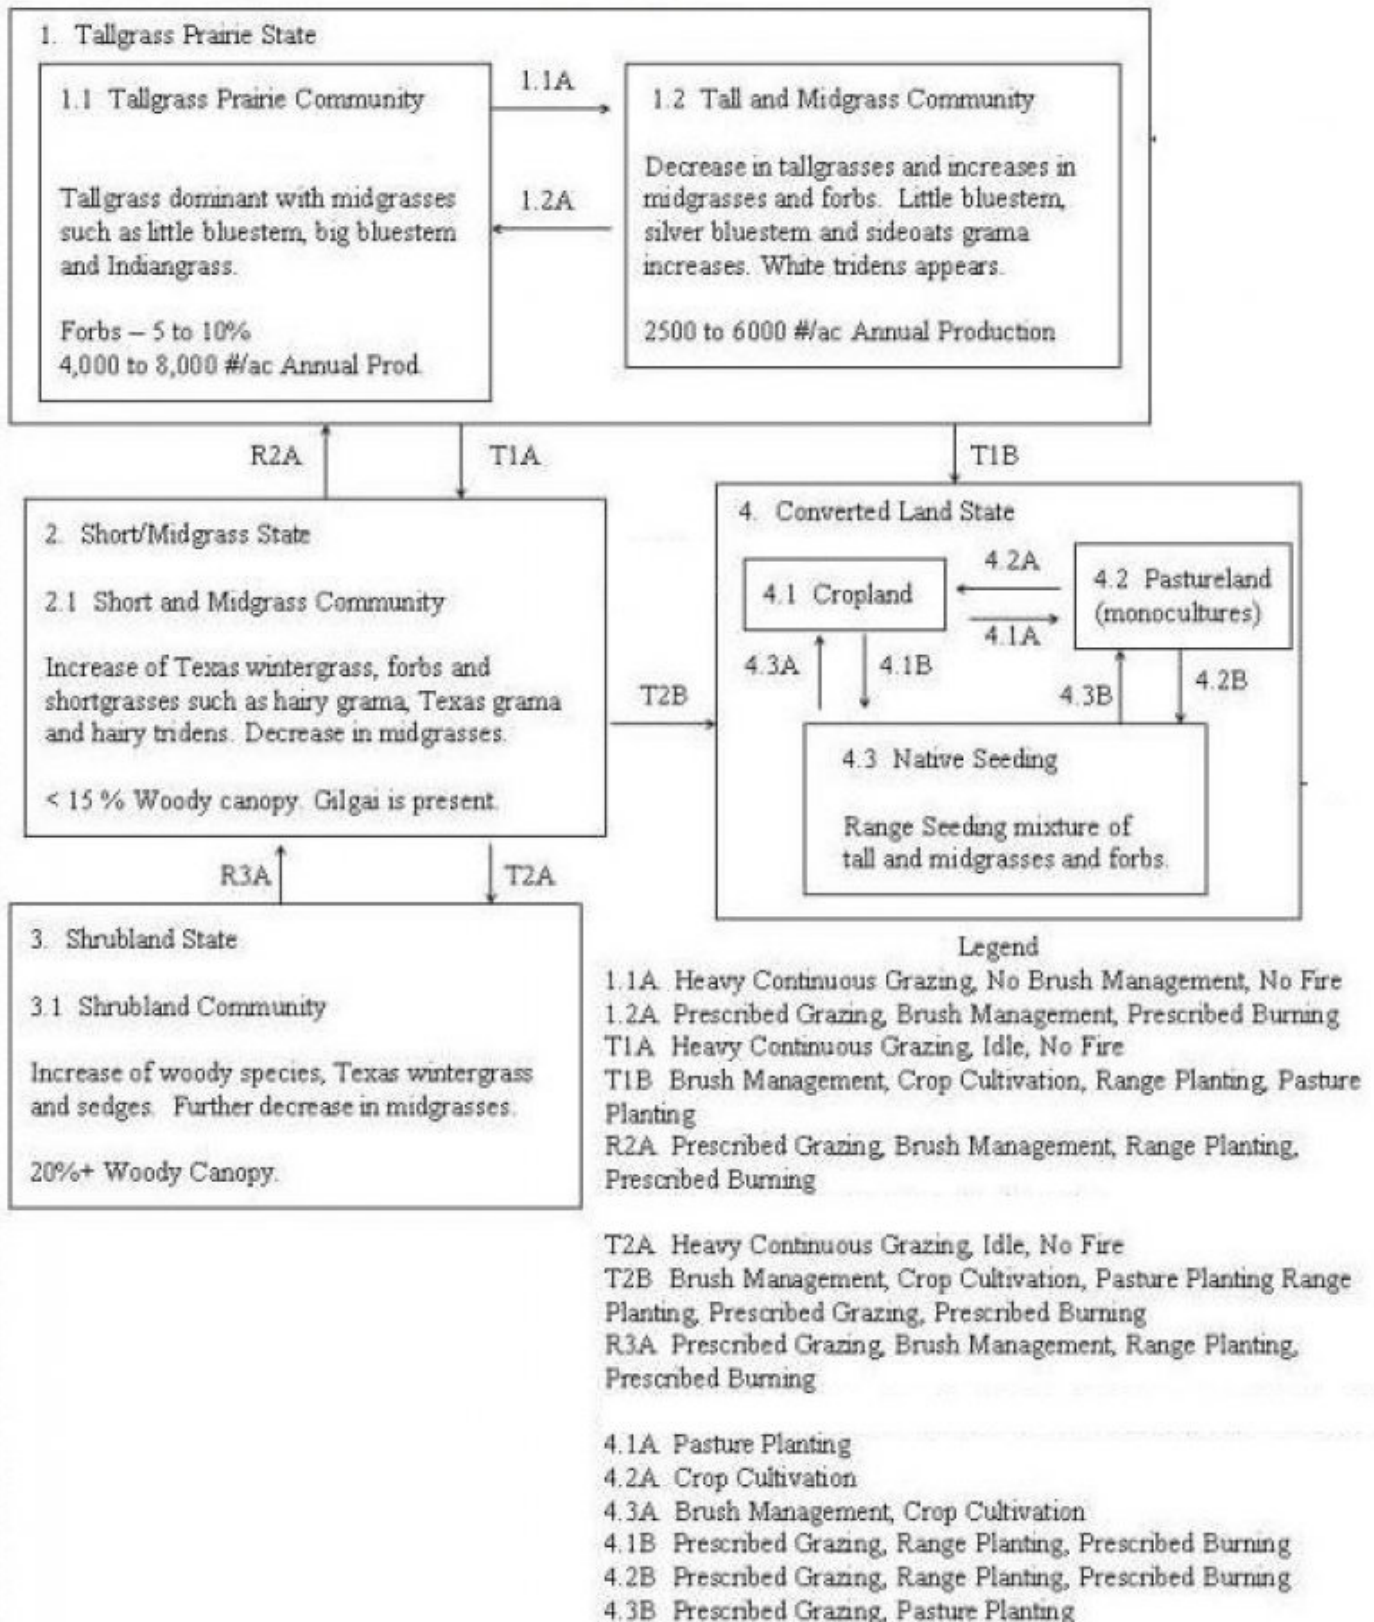 1. Tallgrass Prairie State
1.1 Tallgrass Prairie Community
Tallgrass dominant with midgrasses
such as little bluestem, big bluestem
and Indiangrass.
Forbs – 5 to 10%
4,000 to 8,000 #/ac Annual Prod.
1.1A
1.2A
1.2 Tall and Midgrass Community
Decrease in tallgrasses and increases in
midgrasses and forbs. Little bluestem,
silver bluestem and sideoats grama
increases. White tridens appears.
2500 to 6000 #/ac Annual Production
R2A
T1A
T1B
2. Short/Midgrass State
2.1 Short and Midgrass Community
Increase of Texas wintergrass, forbs and
shortgrasses such as hairy grama, Texas grama
and hairy tridens. Decrease in midgrasses.
< 15 % Woody canopy. Gilgai is present.
T2B
4. Converted Land State
4.1 Cropland
4.2A
4.1A
4.2 Pastureland
(monocultures)
4.3A
4.1B
4.3B
4.2B
4.3 Native Seeding
Range Seeding mixture of
tall and midgrasses and forbs.
R3A
T2A
3. Shrubland State
3.1 Shrubland Community
Increase of woody species, Texas wintergrass
and sedges. Further decrease in midgrasses.
20%+ Woody Canopy.
Legend
1.1A Heavy Continuous Grazing, No Brush Management, No Fire
1.2A Prescribed Grazing, Brush Management, Prescribed Burning
T1A Heavy Continuous Grazing, Idle, No Fire
T1B Brush Management, Crop Cultivation, Range Planting, Pasture
Planting
R2A Prescribed Grazing, Brush Management, Range Planting,
Prescribed Burning
T2A Heavy Continuous Grazing, Idle, No Fire
T2B Brush Management, Crop Cultivation, Pasture Planting Range
Planting, Prescribed Grazing, Prescribed Burning
R3A Prescribed Grazing, Brush Management, Range Planting,
Prescribed Burning
4.1A Pasture Planting
4.2A Crop Cultivation
4.3A Brush Management, Crop Cultivation
4.1B Prescribed Grazing, Range Planting, Prescribed Burning
4.2B Prescribed Grazing, Range Planting, Prescribed Burning
4.3B Prescribed Grazing, Pasture Planting